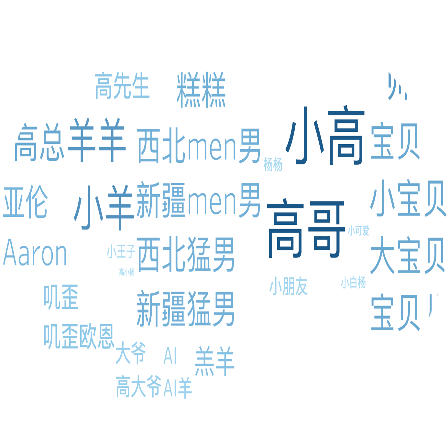 高先生
糕糕
小高
高总
羊羊
西北men男
宝贝
杨杨
亚伦
小羊
新疆men男
小宝贝
高哥
小可爱
Aaron
小王子
西北猛男
大宝贝
叽歪
小朋友
小白杨
新疆猛男
宝贝
叽歪欧恩
大爷
AI
羔羊
高大爷
AI羊